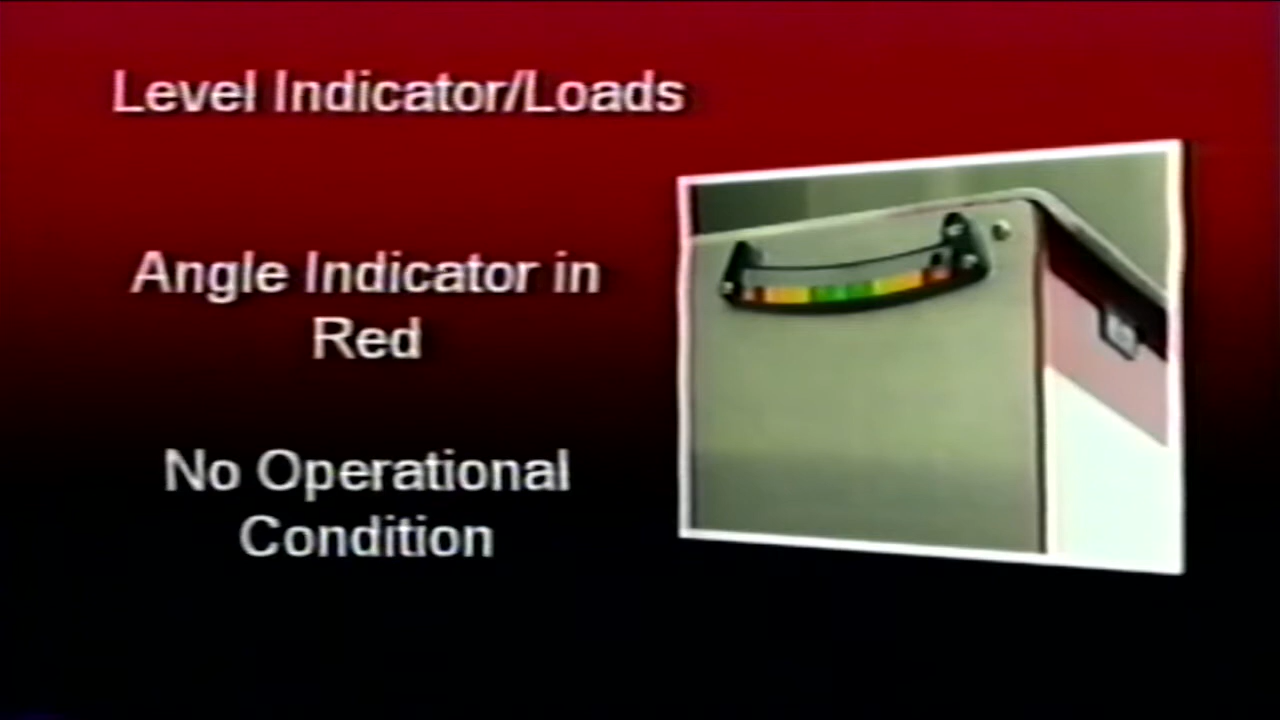 Level Indicator/Loads
Angle Indicator in
Red
No Operational
Condition